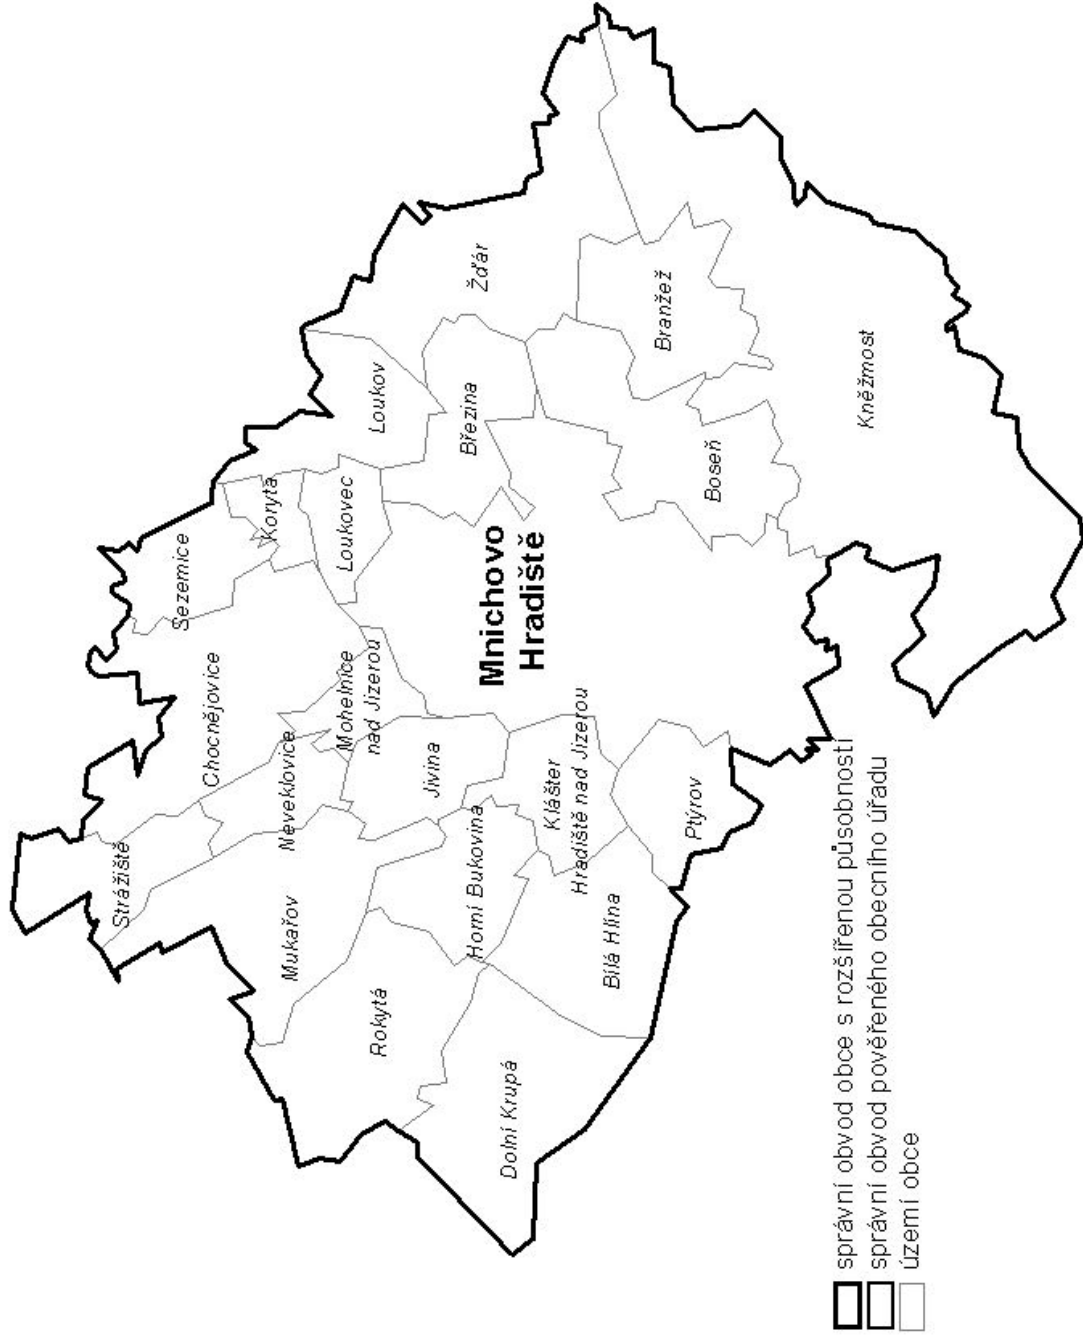 Strážiště
Chocnějovice
Sezemice
Koryta
Loukovec
Loukov
Neveklovice
Mohelnice
nad Jizerou
Mukařov
Jivina
Rokytá
Horní Bukovina
Březina
Žďár
Mnichovo
Hradiště
Dolní Krupá
Klášter
Hradiště nad Jizerou
Bílá Hlína
Ptýrov
Boseň
Branžež
Kněžmost
správní obvod obce s rozšířenou působností
správní obvod pověřeného obecního úřadu
území obce